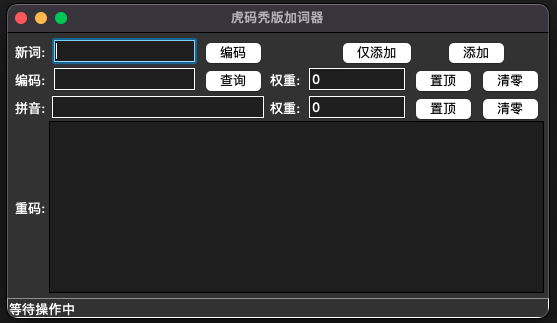 虎码秃版加词器
新词: 编码 仅添加 添加
编码: 查询 权重: 0 置顶 清零
拼音: 权重: 0 置顶 清零
重码:
等待操作中